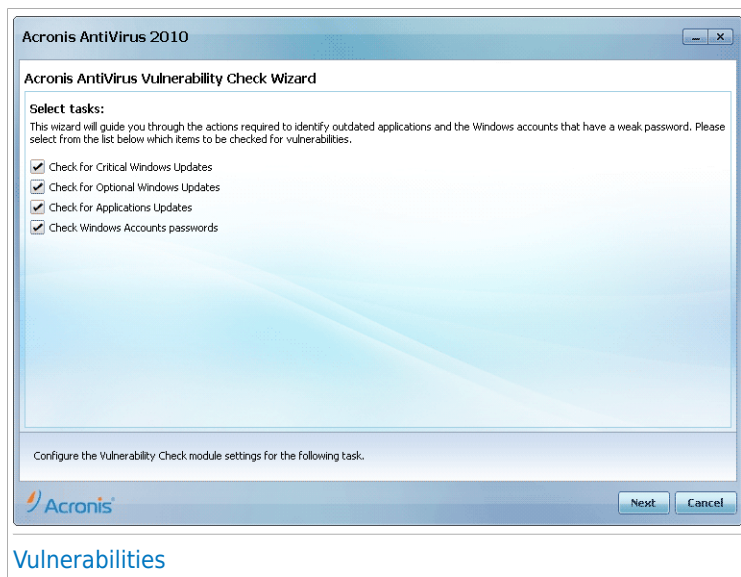 Acronis AntiVirus 2010
Acronis AntiVirus Vulnerability Check Wizard
Select tasks:
This wizard will guide you through the actions required to identify outdated applications and the Windows accounts that have a weak password. Please
select from the list below which items to be checked for vulnerabilities.
Check for Critical Windows Updates
Check for Optional Windows Updates
Check for Applications Updates
Check Windows Accounts passwords
Configure the Vulnerability Check module settings for the following task.
Acronis
Next Cancel
Vulnerabilities